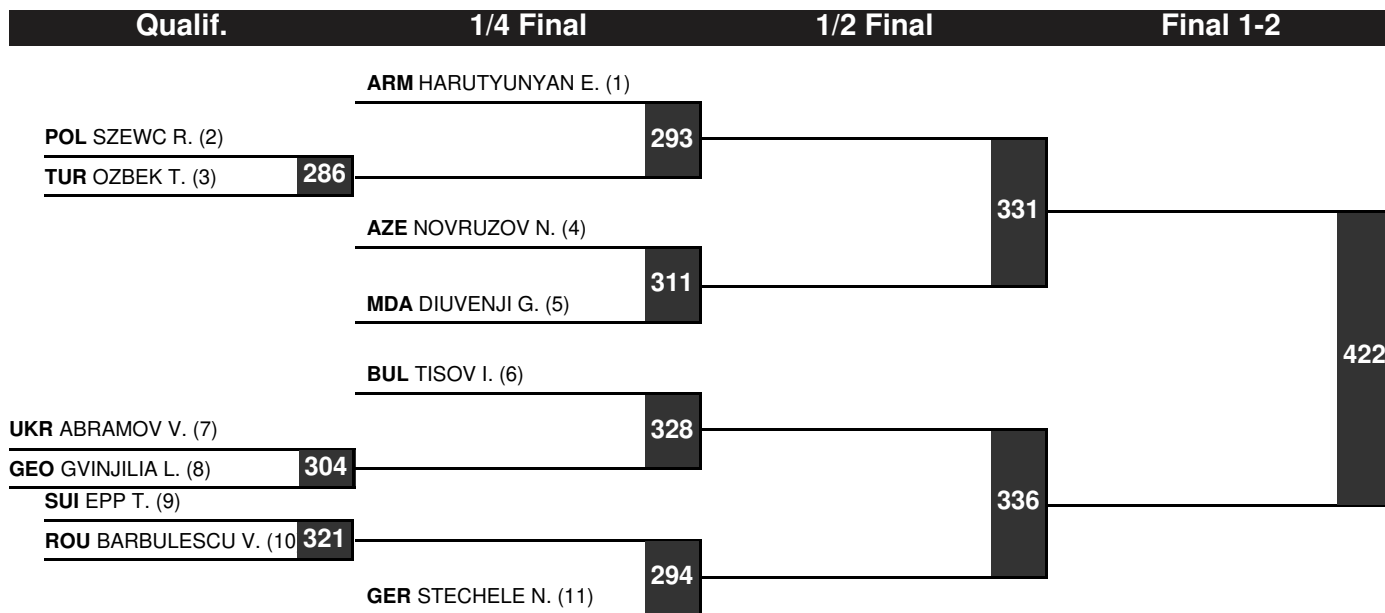 Qualif. 1/4 Final 1/2 Final Final 1-2
ARM HARUTYUNYAN E. (1)
293
POL SZEWC R. (2)
TUR OZBEK T. (3) 286
331
AZE NOVRUZOV N. (4)
311
MDA DIUVENJI G. (5)
422
BUL TISOV I. (6)
328
UKR ABRAMOV V. (7)
GEO GVINJILIA L. (8) 304
SUI EPP T. (9)
336
ROU BARBULESCU V. (10 321
294
GER STECHELE N. (11)